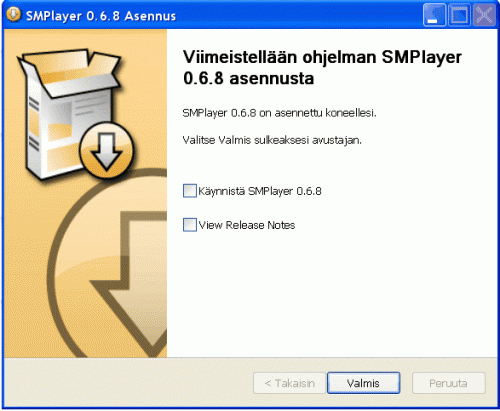 SMPlayer 0.6.8 Asennus
Viimeistellään ohjelman SMPlayer
0.6.8 asennusta
SMPlayer 0.6.8 on asennettu koneellesi.
Valitse Valmis sulkeaksesi avustajan.
Käynnistä SMPlayer 0.6.8
View Release Notes
< Takaisin
Valmis
Peruuta